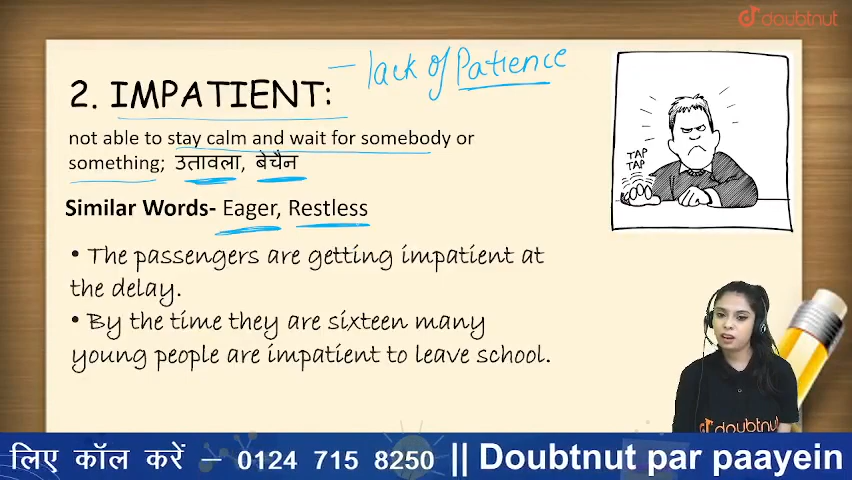 doubtnut
– lack of Patience
2. IMPATIENT:
not able to stay calm and wait for somebody or
something; उतावला, बेचैन
TAP
TAP
Similar Words- Eager, Restless
• The passengers are getting impatient at
the delay.
• By the time they are sixteen many
young people are impatient to leave school.
doubtnut
लिए कॉल करें – 0124 715 8250 || Doubtnut par paayein